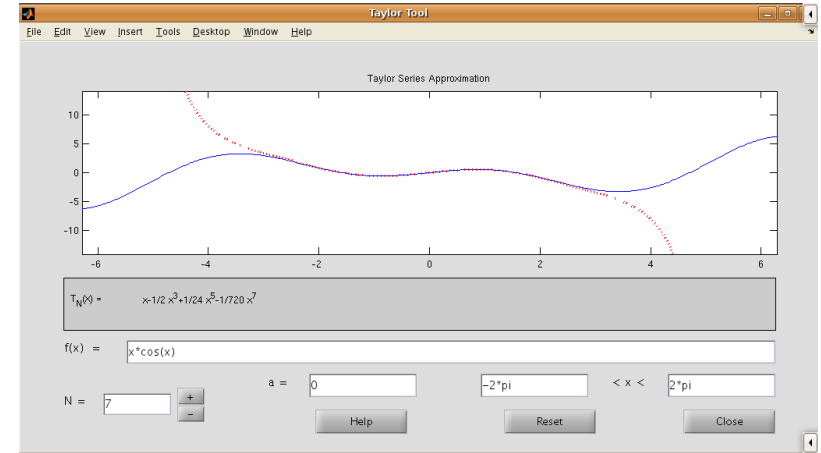 Taylor Tool
File Edit View Insert Tools Desktop Window Help
Taylor Series Approximation
10
5
0
-5
-10
-6 -4 -2 0 2 4 6
T_N(x) = x-1/2 x^3+1/24 x^5-1/720 x^7
f(x) = x*cos(x)
N = 7 + - a = 0 -2*pi < x < 2*pi
Help Reset Close